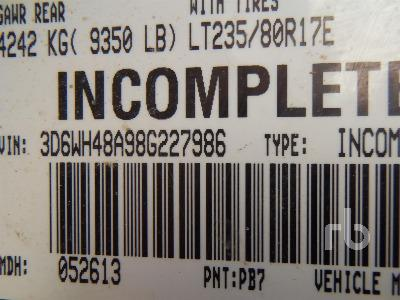 GAWR REAR WITH TIRES
4242 KG( 9350 LB) LT235/80R17E
INCOMPLETE
VIN: 3D6WH48A98G227986 TYPE: INCOM
MDH: 052613 PNT:PB7 VEHICLE M
rb